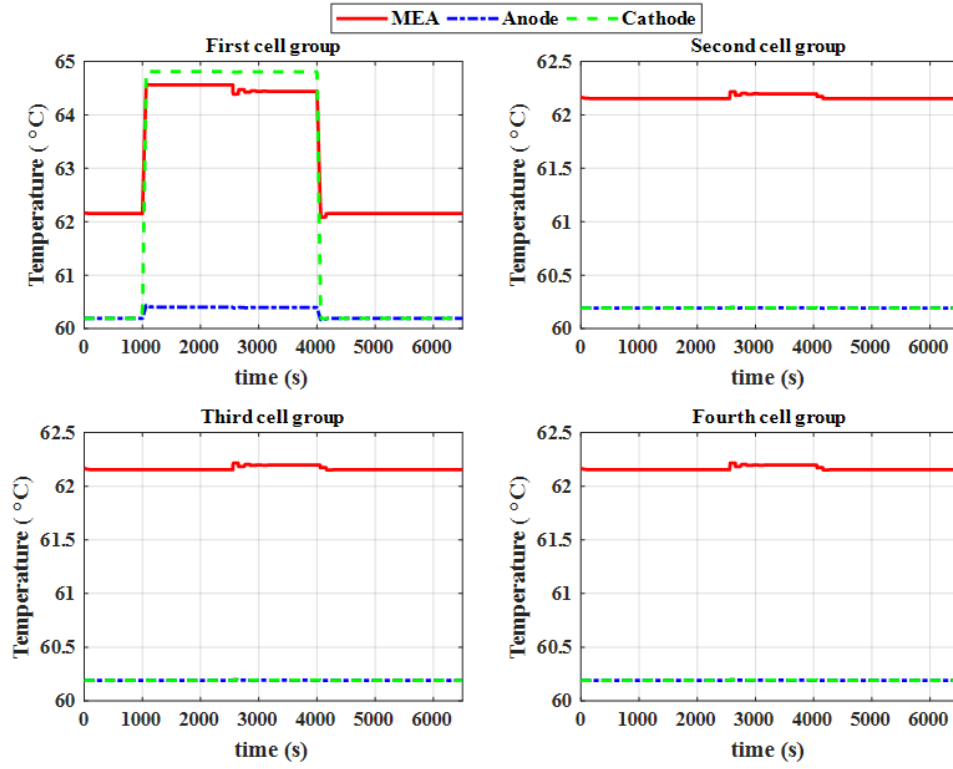 MEA Anode Cathode
First cell group
Temperature ( °C)
65
64
63
62
61
60
0 1000 2000 3000 4000 5000 6000
time (s)
Second cell group
Temperature ( °C)
62.5
62
61.5
61
60.5
60
0 1000 2000 3000 4000 5000 6000
time (s)
Third cell group
Temperature ( °C)
62.5
62
61.5
61
60.5
60
0 1000 2000 3000 4000 5000 6000
time (s)
Fourth cell group
Temperature ( °C)
62.5
62
61.5
61
60.5
60
0 1000 2000 3000 4000 5000 6000
time (s)